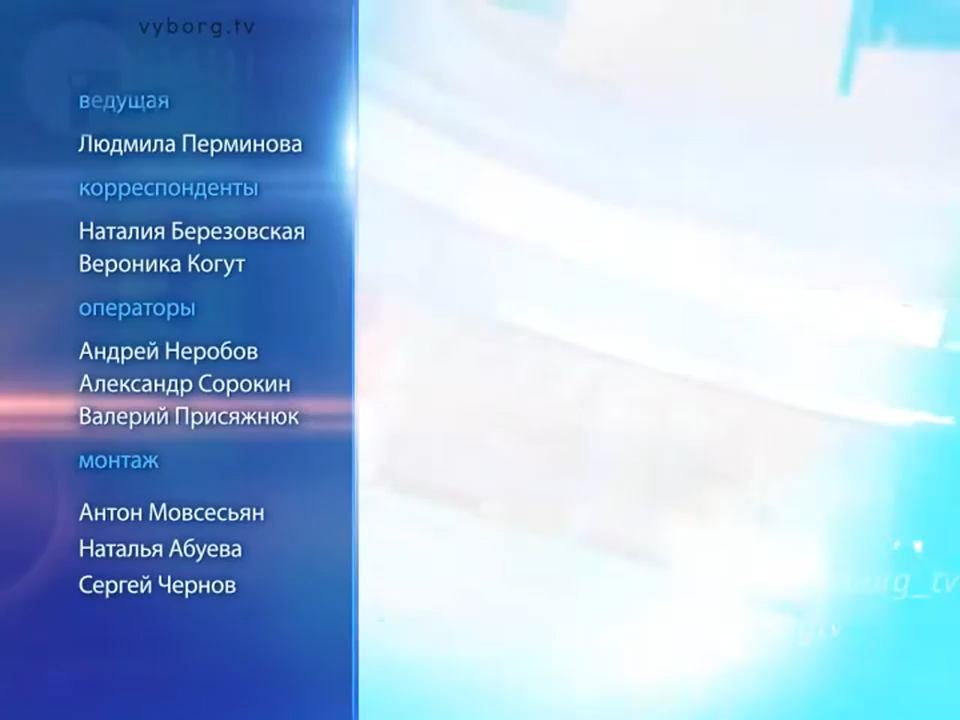 vyborg.tv
ведущая
Людмила Перминова
корреспонденты
Наталия Березовская
Вероника Когут
операторы
Андрей Неробов
Александр Сорокин
Валерий Присяжнюк
монтаж
Антон Мовсесьян
Наталья Абуева
Сергей Чернов